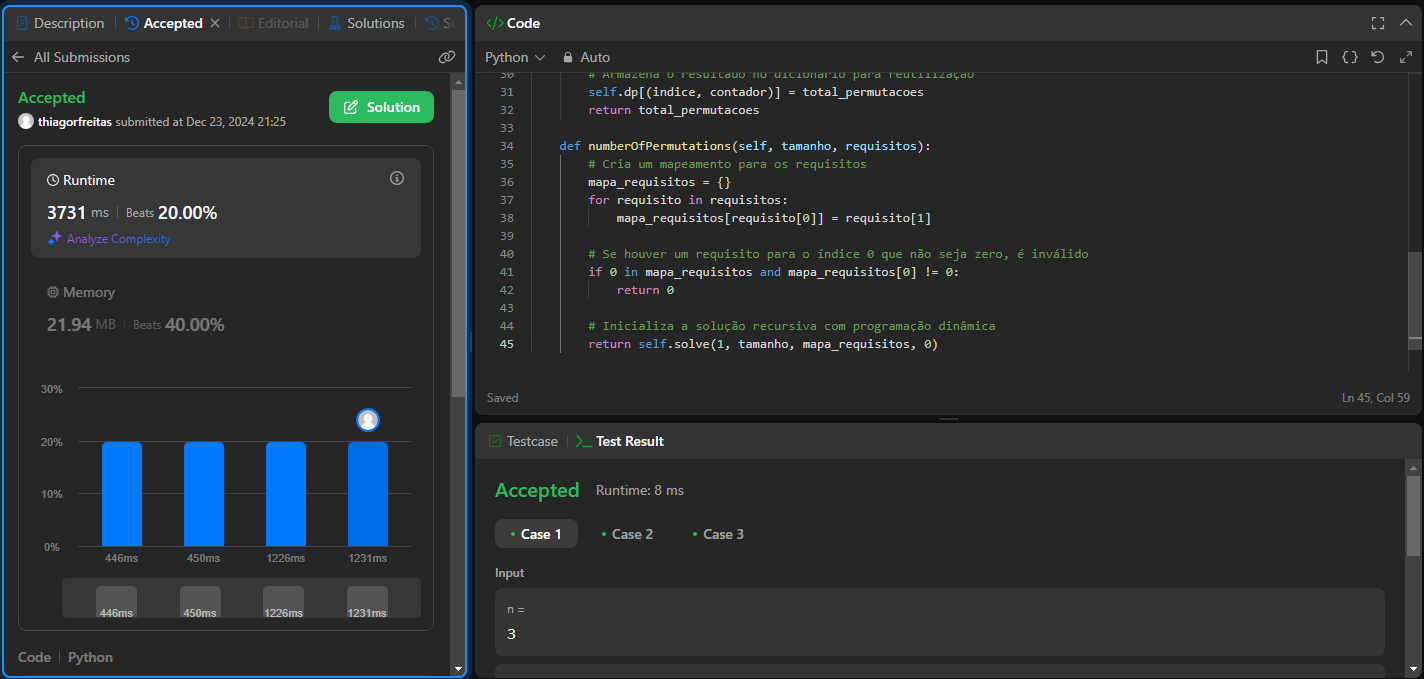 Description
Accepted
Editorial
Solutions
All Submissions
Accepted
thiagorfreitas submitted at Dec 23, 2024 21:25
Solution
Runtime
3731 ms Beats 20.00%
Analyze Complexity
Memory
21.94 MB Beats 40.00%
30%
20%
10%
0%
446ms 450ms 1226ms 1231ms
446ms 450ms 1226ms 1231ms
Code Python
</> Code
Python Auto
30 # Armazena o resultado no dicionário para reutilização
31 self.dp[(indice, contador)] = total_permutacoes
32 return total_permutacoes
33
34 def numberOfPermutations(self, tamanho, requisitos):
35 # Cria um mapeamento para os requisitos
36 mapa_requisitos = {}
37 for requisito in requisitos:
38 mapa_requisitos[requisito[0]] = requisito[1]
39
40 # Se houver um requisito para o índice 0 que não seja zero, é inválido
41 if 0 in mapa_requisitos and mapa_requisitos[0] != 0:
42 return 0
43
44 # Inicializa a solução recursiva com programação dinâmica
45 return self.solve(1, tamanho, mapa_requisitos, 0)
Saved
Ln 45, Col 59
Testcase
Test Result
Accepted Runtime: 8 ms
Case 1 Case 2 Case 3
Input
n =
3